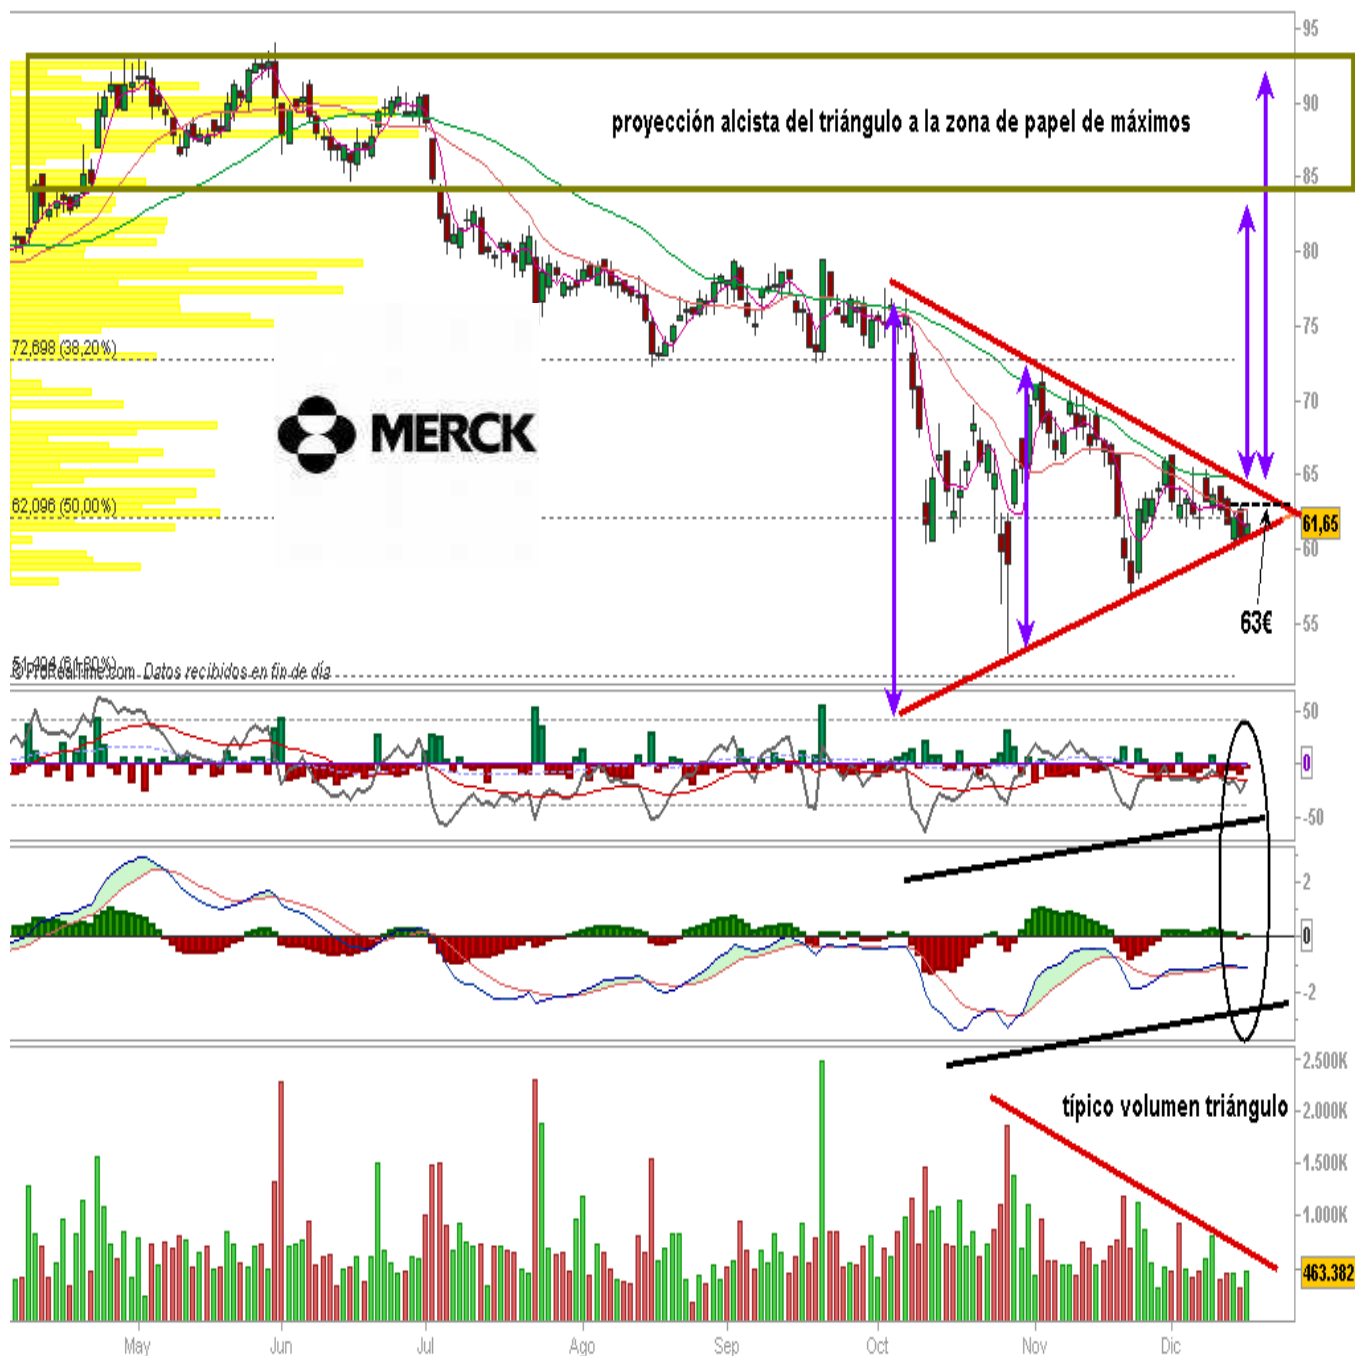 95
proyección alcista del triángulo a la zona de papel de máximos
90
85
80
75
72,698 (38,20%)
70
MERCK
65
62,096 (50,00%)
61,65
60
63€
55
ProRealTime.com Datos recibidos en fin de día
50
0
-50
2
0
-2
2.500K
típico volumen triángulo
2.000K
1.500K
1.000K
463.382
May Jun Jul Ago Sep Oct Nov Dic